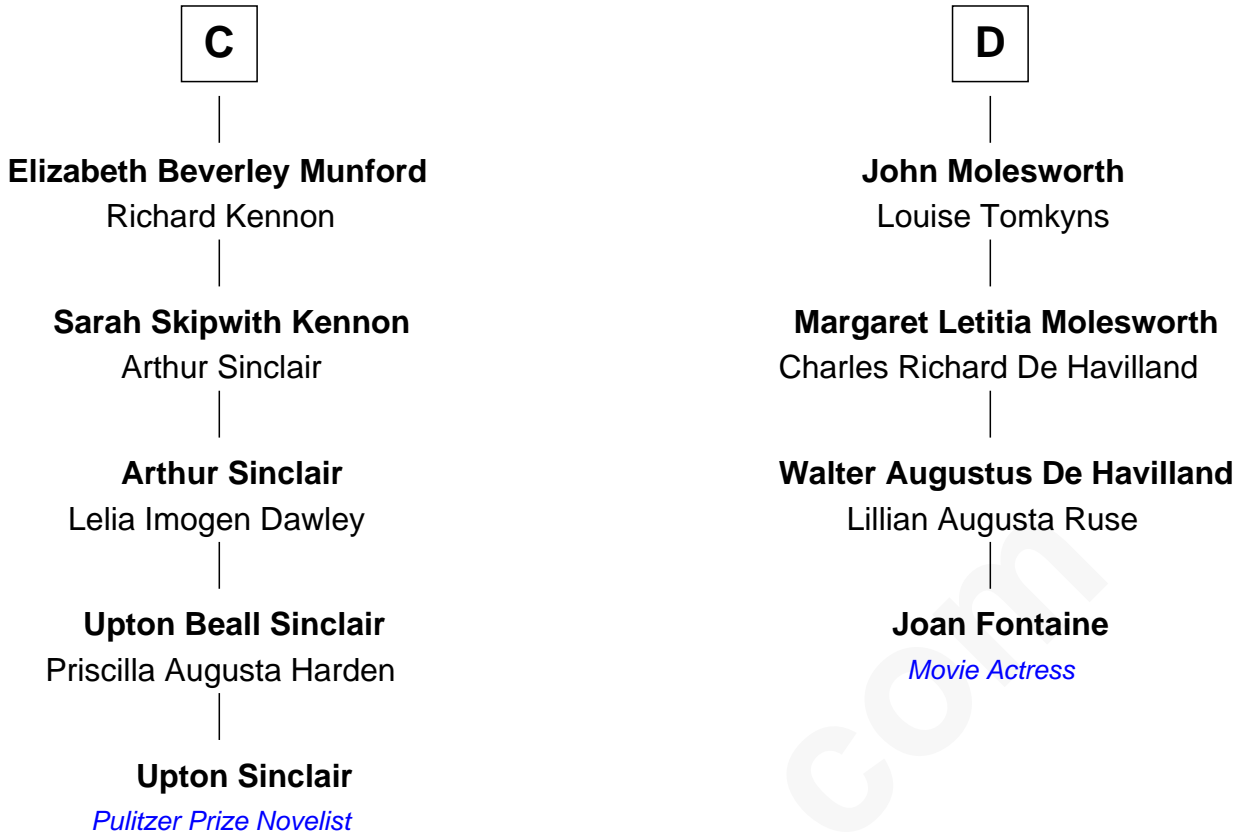 C
Elizabeth Beverley Munford
Richard Kennon
Sarah Skipwith Kennon
Arthur Sinclair
Arthur Sinclair
Lelia Imogen Dawley
Upton Beall Sinclair
Priscilla Augusta Harden
Upton Sinclair
Pulitzer Prize Novelist
D
John Molesworth
Louise Tomkyns
Margaret Letitia Molesworth
Charles Richard De Havilland
Walter Augustus De Havilland
Lillian Augusta Ruse
Joan Fontaine
Movie Actress
com